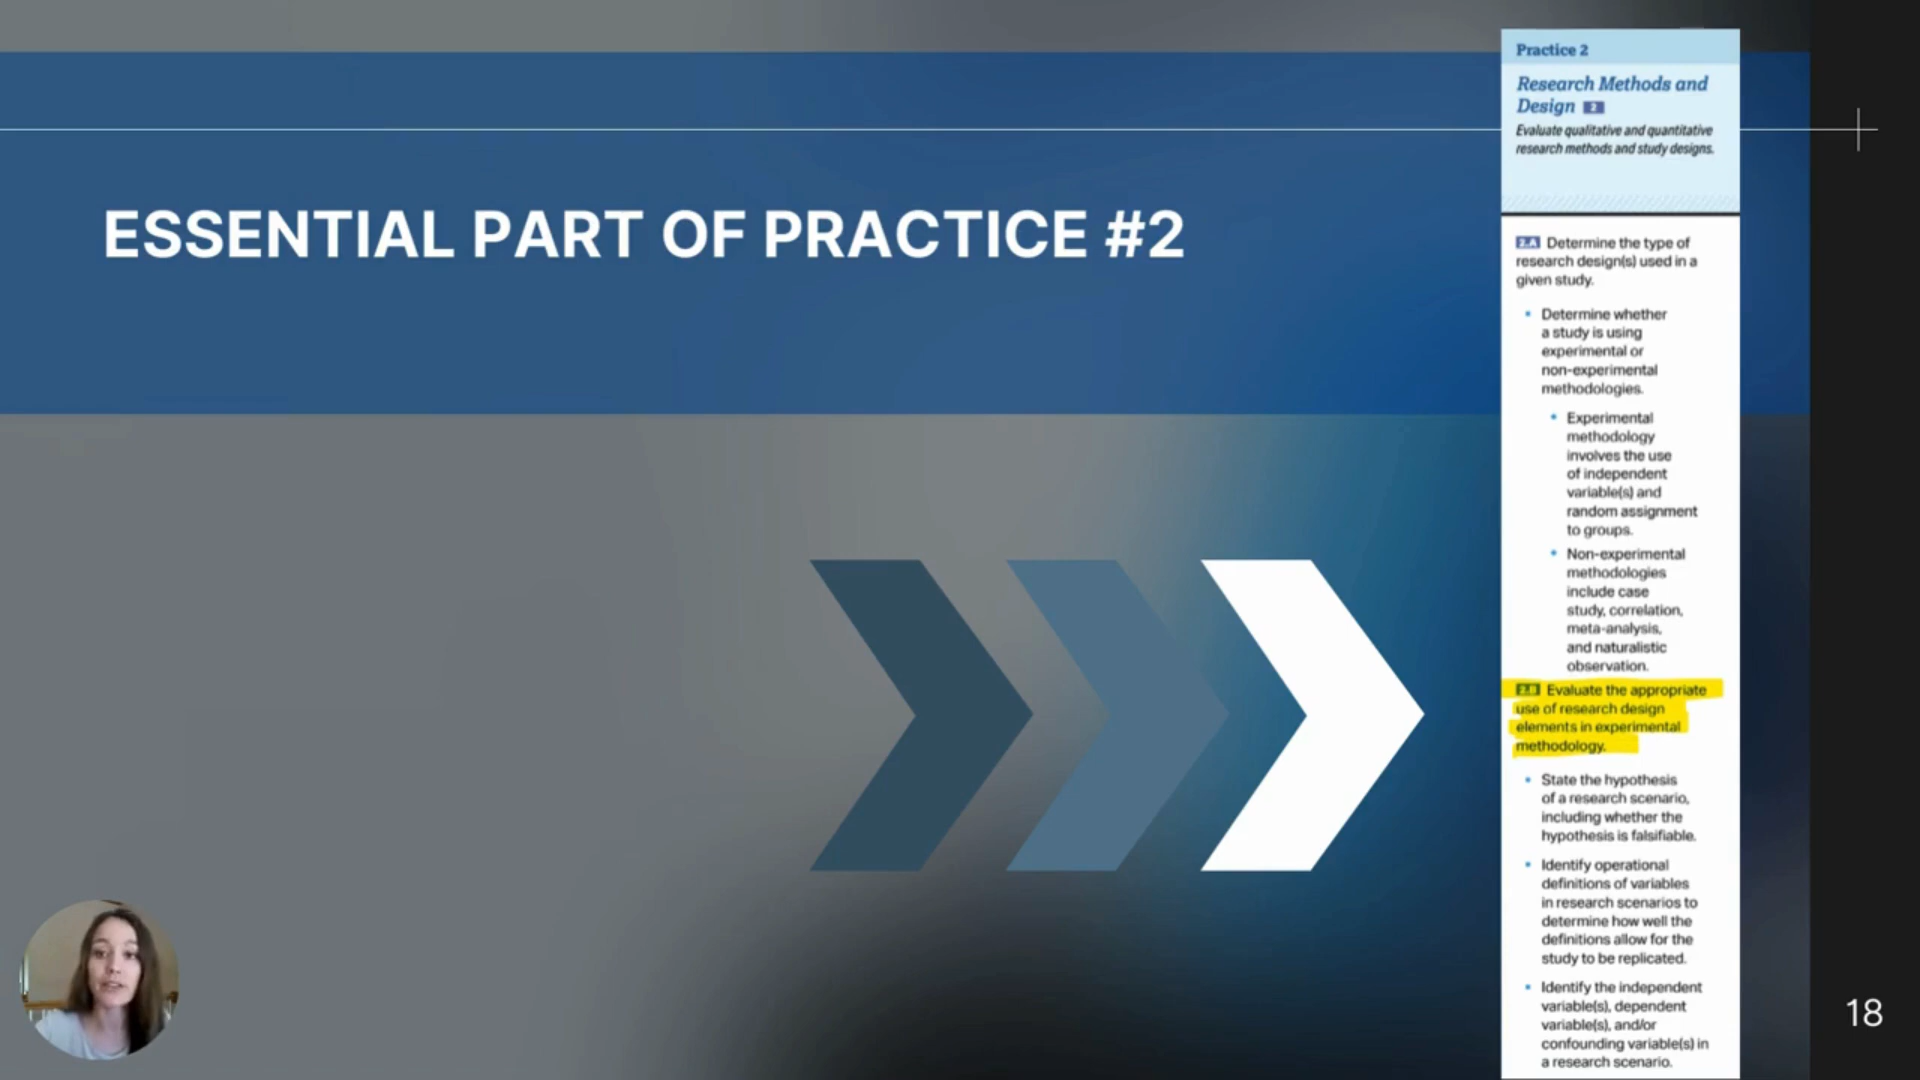 ESSENTIAL PART OF PRACTICE #2
Practice 2
Research Methods and
Design 2
Evaluate qualitative and quantitative
research methods and study designs.
2.A Determine the type of
research design(s) used in a
given study.
• Determine whether
a study is using
experimental or
non-experimental
methodologies.
• Experimental
methodology
involves the use
of independent
variable(s) and
random assignment
to groups.
• Non-experimental
methodologies
include case
study, correlation,
meta-analysis,
and naturalistic
observation.
2.B Evaluate the appropriate
use of research design
elements in experimental
methodology.
• State the hypothesis
of a research scenario,
including whether the
hypothesis is falsifiable.
• Identify operational
definitions of variables
in research scenarios to
determine how well the
definitions allow for the
study to be replicated.
• Identify the independent
variable(s), dependent
variable(s), and/or
confounding variable(s) in
a research scenario.
18